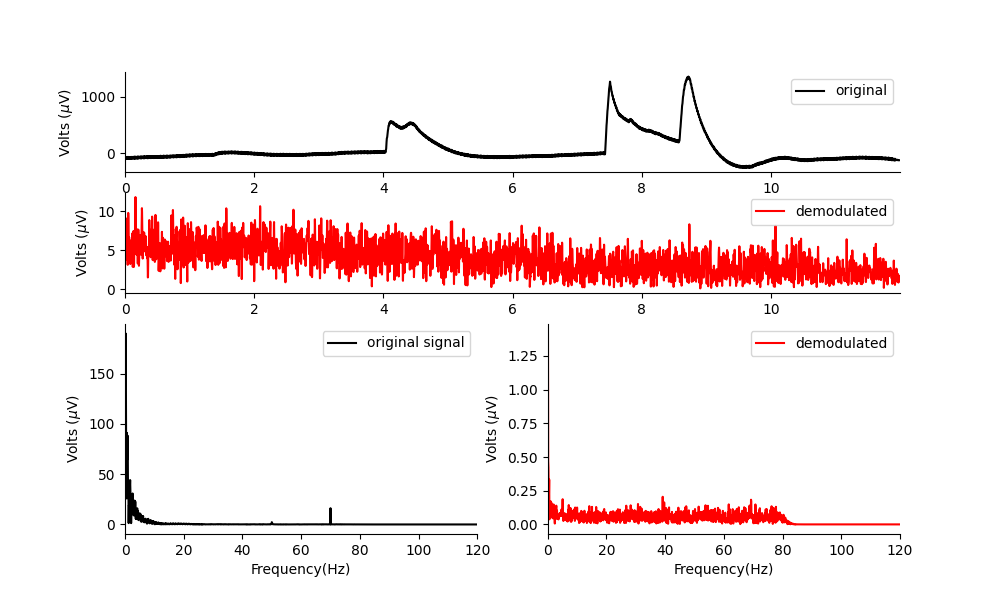 Volts (μV)
1000
0
original
0 2 4 6 8 10
Volts (μV)
10
5
0
demodulated
0 2 4 6 8 10
Volts (μV)
150
100
50
0
original signal
0 20 40 60 80 100 120
Frequency(Hz)
Volts (μV)
1.25
1.00
0.75
0.50
0.25
0.00
demodulated
0 20 40 60 80 100 120
Frequency(Hz)